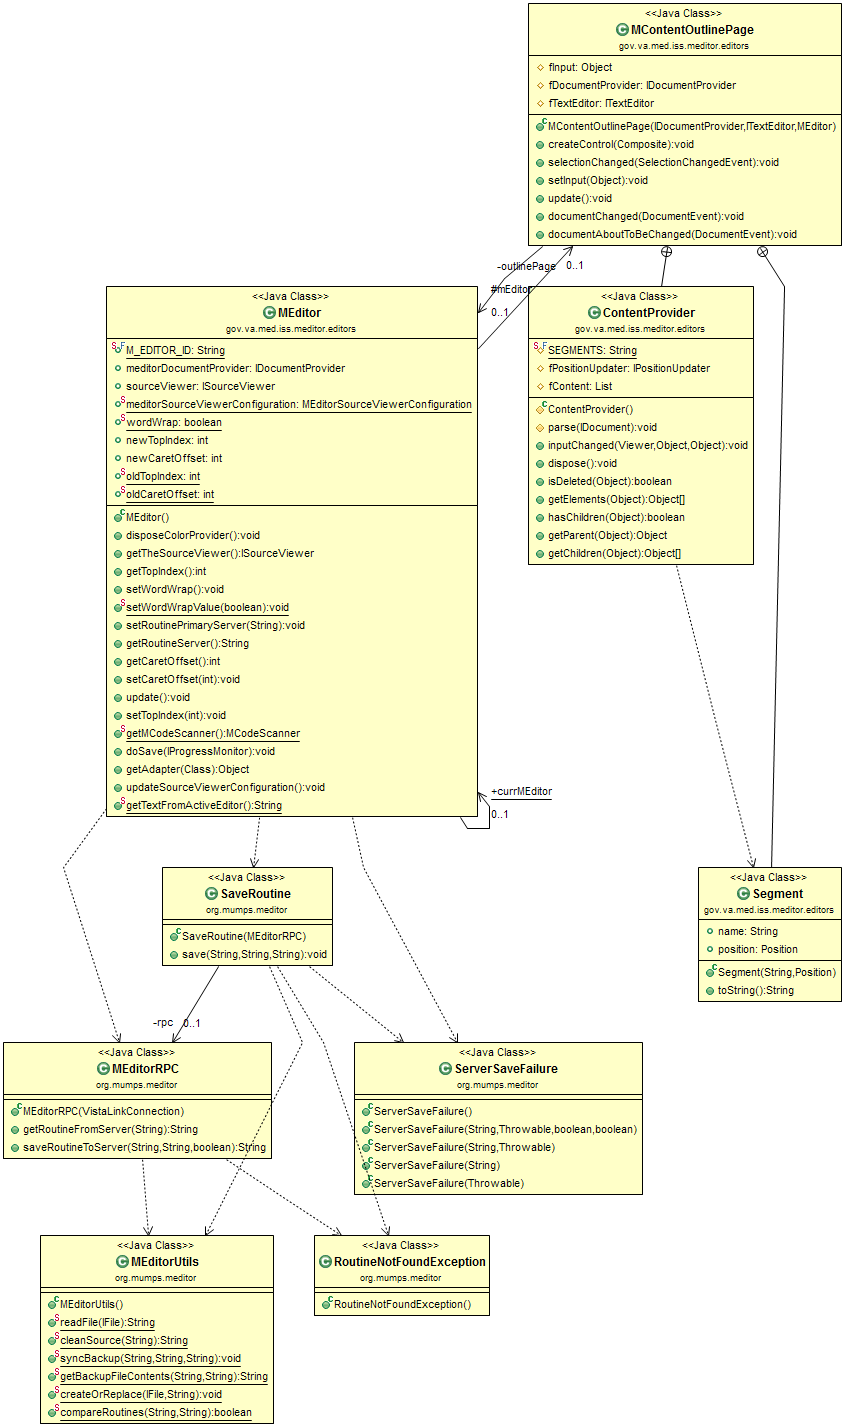 <<Java Class>>
MContentOutlinePage
gov.va.med.iss.meditor.editors
fInput: Object
fDocumentProvider: IDocumentProvider
fTextEditor: ITextEditor
MContentOutlinePage(IDocumentProvider,ITextEditor,MEditor)
createControl(Composite):void
selectionChanged(SelectionChangedEvent):void
setInput(Object):void
update():void
documentChanged(DocumentEvent):void
documentAboutToBeChanged(DocumentEvent):void
-outlinePage
0..1
#mEditor
0..1
<<Java Class>>
MEditor
gov.va.med.iss.meditor.editors
M_EDITOR_ID: String
meditorDocumentProvider: IDocumentProvider
sourceViewer: ISourceViewer
meditorSourceViewerConfiguration: MEditorSourceViewerConfiguration
wordWrap: boolean
newTopIndex: int
newCaretOffset: int
oldTopIndex: int
oldCaretOffset: int
MEditor()
disposeColorProvider():void
getTheSourceViewer():ISourceViewer
getTopIndex():int
setWordWrap():void
setWordWrapValue(boolean):void
setRoutinePrimaryServer(String):void
getRoutineServer():String
getCaretOffset():int
setCaretOffset(int):void
update():void
setTopIndex(int):void
getMCodeScanner():MCodeScanner
doSave(IProgressMonitor):void
getAdapter(Class):Object
updateSourceViewerConfiguration():void
getTextFromActiveEditor():String
+currMEditor
0..1
<<Java Class>>
ContentProvider
gov.va.med.iss.meditor.editors
SEGMENTS: String
fPositionUpdater: IPositionUpdater
fContent: List
ContentProvider()
parse(IDocument):void
inputChanged(Viewer,Object,Object):void
dispose():void
isDeleted(Object):boolean
getElements(Object):Object[]
hasChildren(Object):boolean
getParent(Object):Object
getChildren(Object):Object[]
<<Java Class>>
SaveRoutine
org.mumps.meditor
SaveRoutine(MEditorRPC)
save(String,String,String):void
<<Java Class>>
Segment
gov.va.med.iss.meditor.editors
name: String
position: Position
Segment(String,Position)
toString():String
-rpc
0..1
<<Java Class>>
MEditorRPC
org.mumps.meditor
MEditorRPC(VistaLinkConnection)
getRoutineFromServer(String):String
saveRoutineToServer(String,String,boolean):String
<<Java Class>>
ServerSaveFailure
org.mumps.meditor
ServerSaveFailure()
ServerSaveFailure(String,Throwable,boolean,boolean)
ServerSaveFailure(String,Throwable)
ServerSaveFailure(String)
ServerSaveFailure(Throwable)
<<Java Class>>
MEditorUtils
org.mumps.meditor
MEditorUtils()
readFile(IFile):String
cleanSource(String):String
syncBackup(String,String,String):void
getBackupFileContents(String,String):String
createOrReplace(IFile,String):void
compareRoutines(String,String):boolean
<<Java Class>>
RoutineNotFoundException
org.mumps.meditor
RoutineNotFoundException()